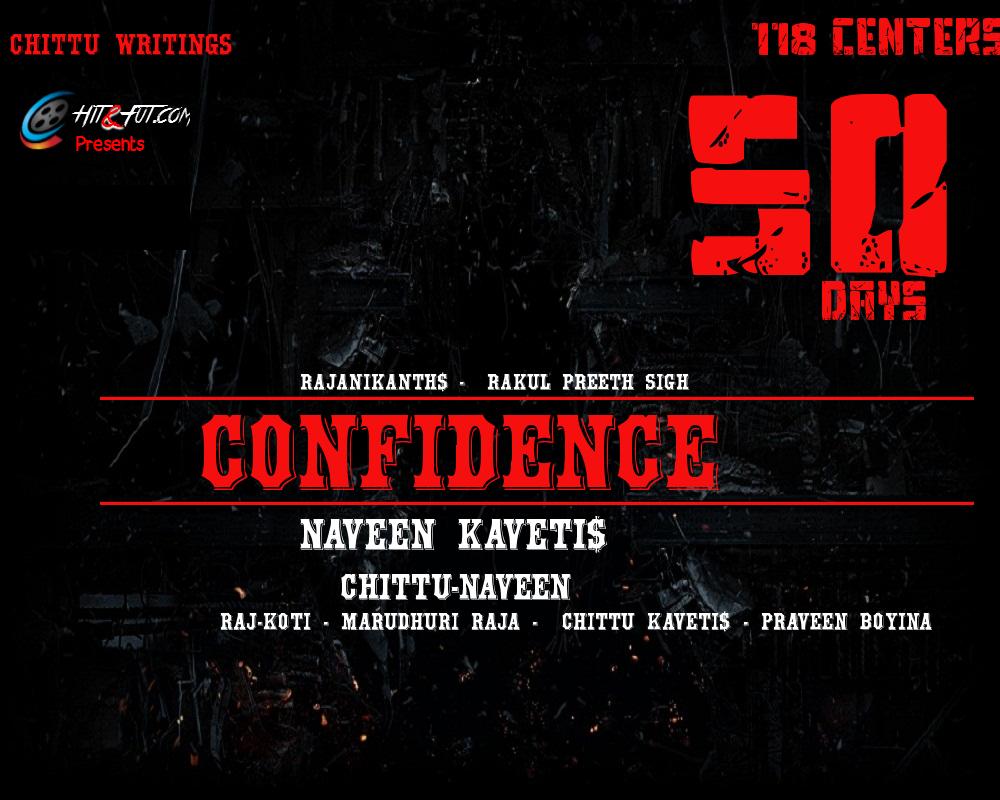 CHITTU WRITINGS
118 CENTERS
HIT&FUT.COM
Presents
50
DAYS
RAJANIKANTH$ - RAKUL PREETH SIGH
CONFIDENCE
NAVEEN KAVETI$
CHITTU-NAVEEN
RAJ-KOTI - MARUDHURI RAJA - CHITTU KAVETI$ - PRAVEEN BOYINA